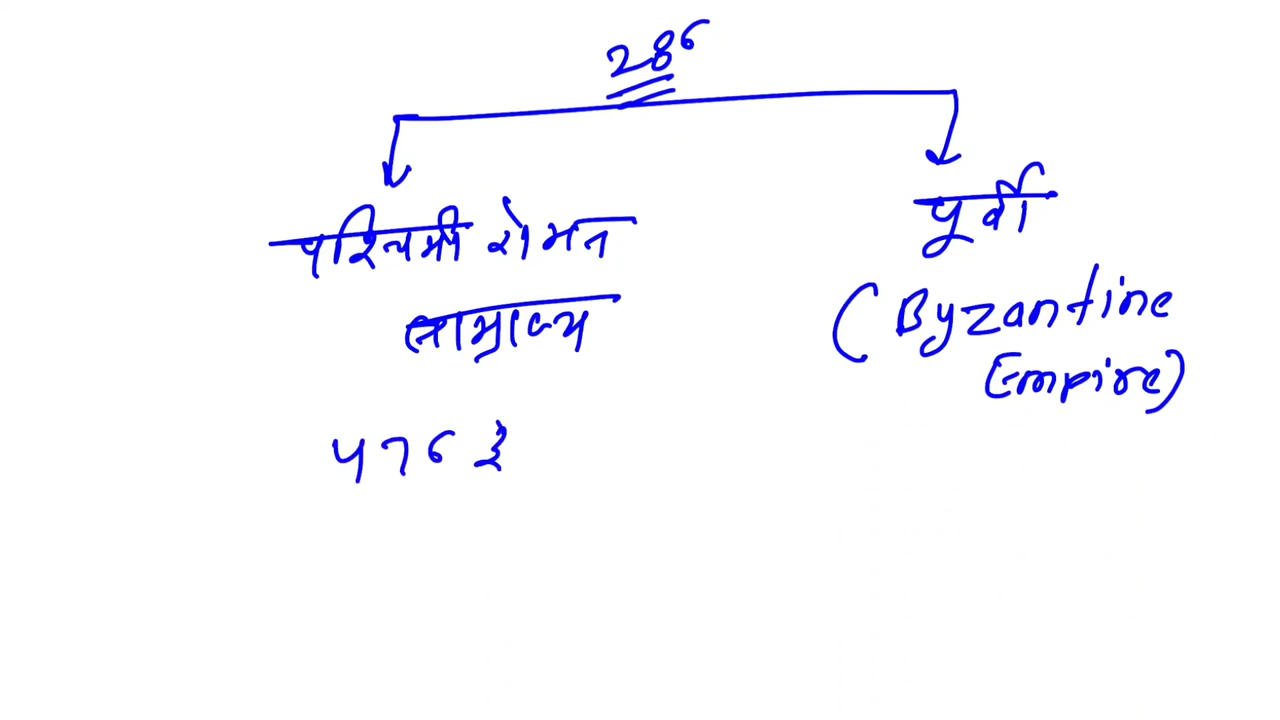 286
पश्चिमी रोमन
साम्राज्य
476 ई
पूर्वी
(Byzantine
Empire)